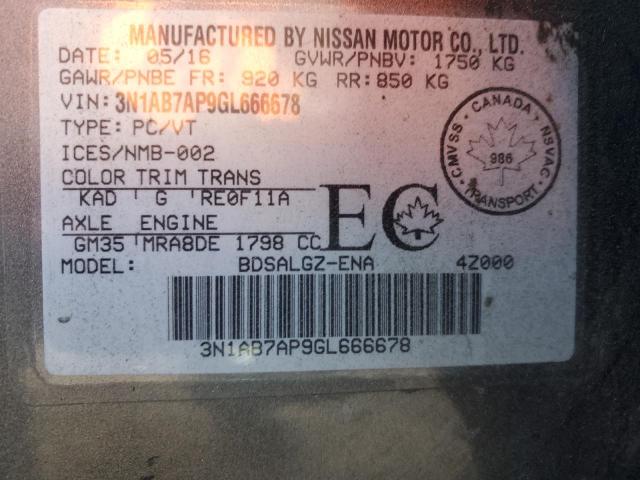 MANUFACTURED BY NISSAN MOTOR CO., LTD.
DATE: 05/16 GVWR/PNBV: 1750 KG
GAWR/PNBE FR: 920 KG RR: 850 KG
VIN: 3N1AB7AP9GL666678
TYPE: PC/VT
ICES/NMB-002
COLOR TRIM TRANS
KAD G RE0F11A
AXLE ENGINE
GM35 MRA8DE 1798 CC
EC
MODEL: BDSALGZ-ENA 4Z000
3N1AB7AP9GL666678
CANADA
CMVSS
NSVAC
986
TRANSPORT